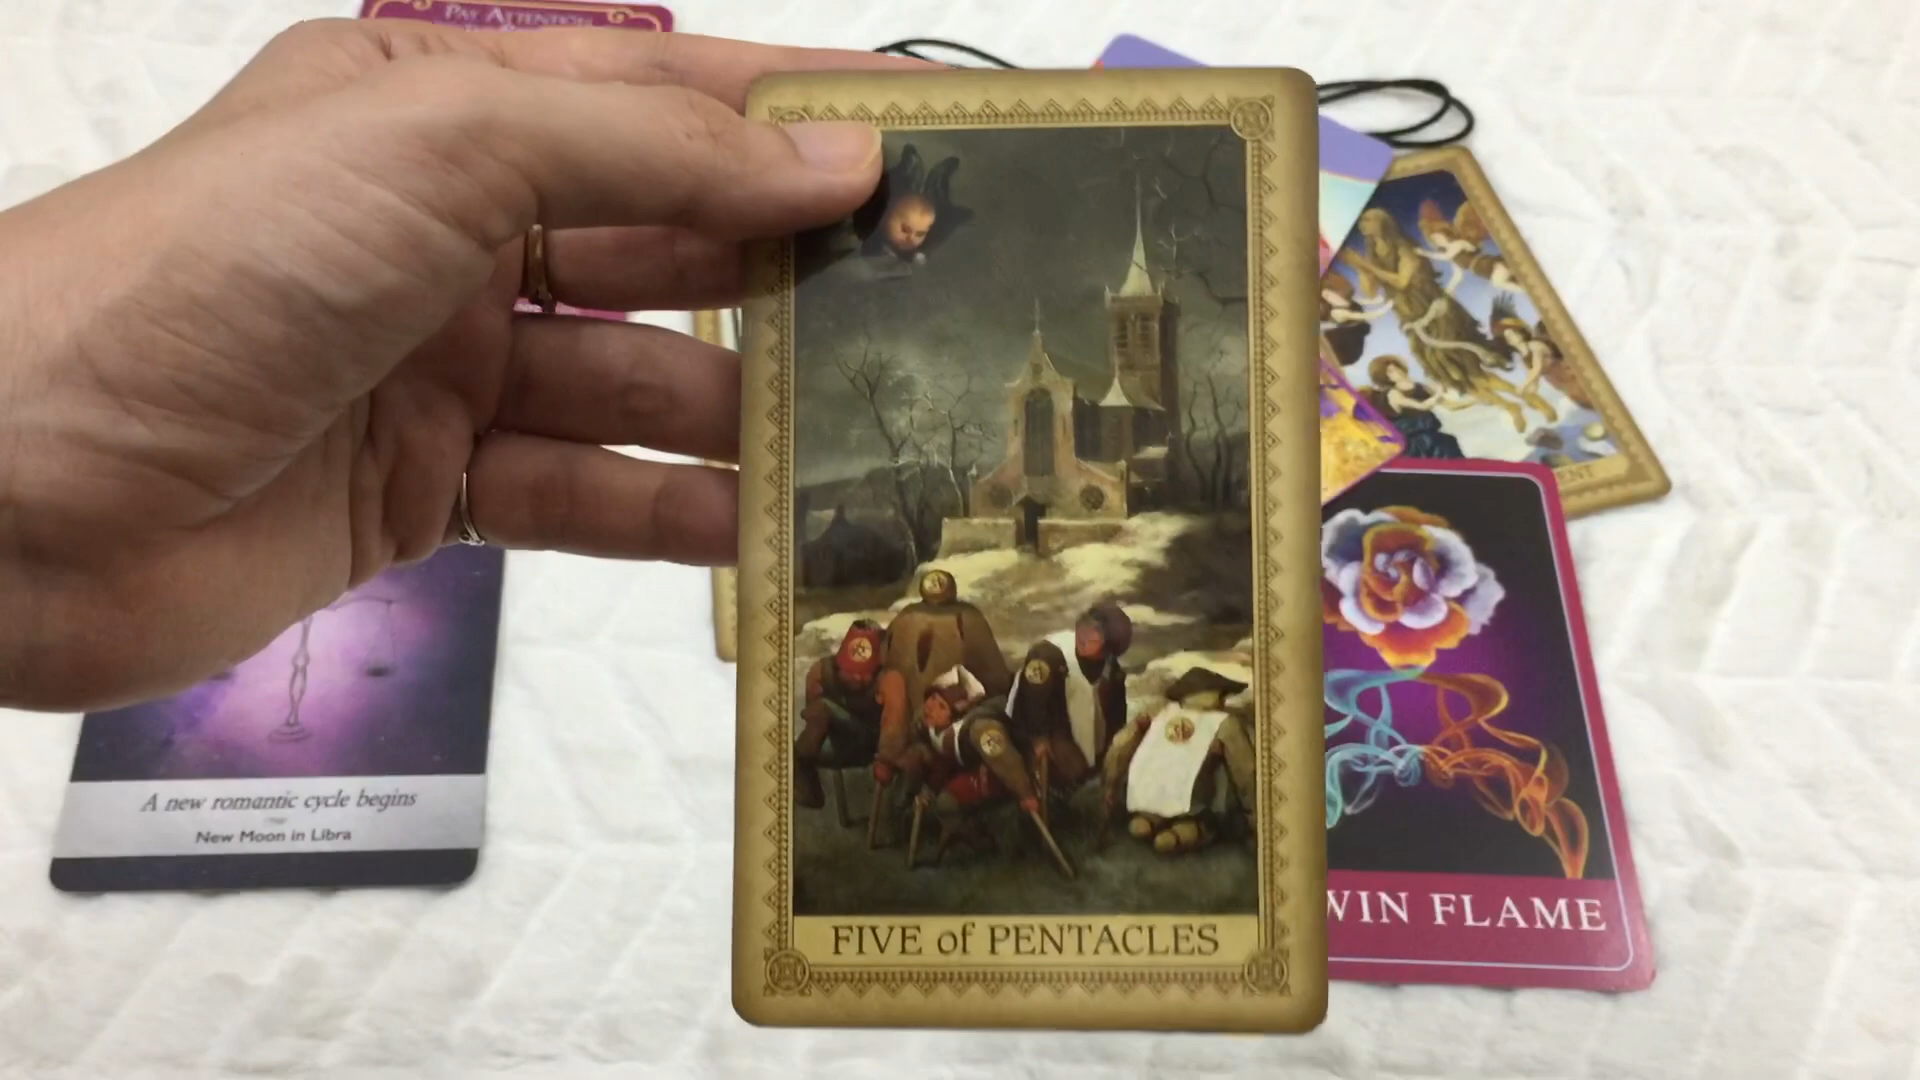 PAY ATTENTION
A new romantic cycle begins
New Moon in Libra
FIVE of PENTACLES
WIN FLAME